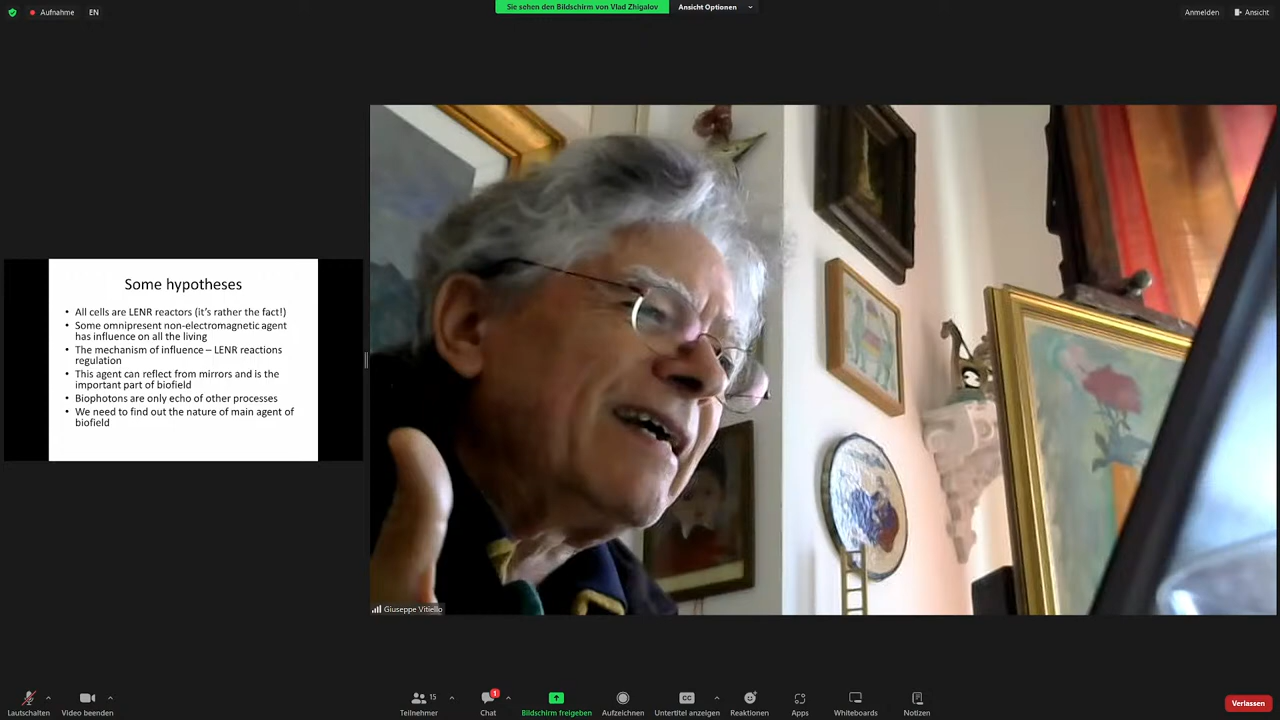 Aufnahme
EN
Sie sehen den Bildschirm von Vlad Zhigalov
Ansicht Optionen
Anmelden
Ansicht
Some hypotheses
• All cells are LENR reactors (it's rather the fact!)
• Some omnipresent non-electromagnetic agent
has influence on all the living
• The mechanism of influence – LENR reactions
regulation
• This agent can reflect from mirrors and is the
important part of biofield
• Biophotons are only echo of other processes
• We need to find out the nature of main agent of
biofield
Giuseppe Vitiello
Lautschalten
Video beenden
15
Teilnehmer
1
Chat
Bildschirm freigeben
Aufzeichnen
CC
Untertitel anzeigen
Reaktionen
Apps
Whiteboards
Notizen
Verlassen